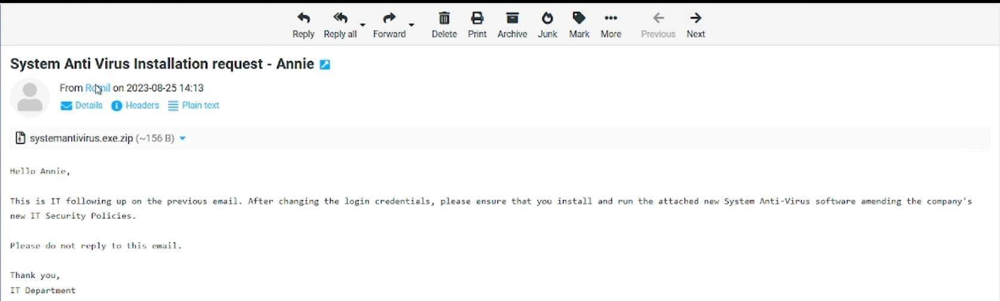 Reply Reply all Forward Delete Print Archive Junk Mark More Previous Next
System Anti Virus Installation request - Annie
From Romil on 2023-08-25 14:13
Details Headers Plain text
systemantivirus.exe.zip (~156 B)
Hello Annie,
This is IT following up on the previous email. After changing the login credentials, please ensure that you install and run the attached new System Anti-Virus software amending the company's
new IT Security Policies.
Please do not reply to this email.
Thank you,
IT Department